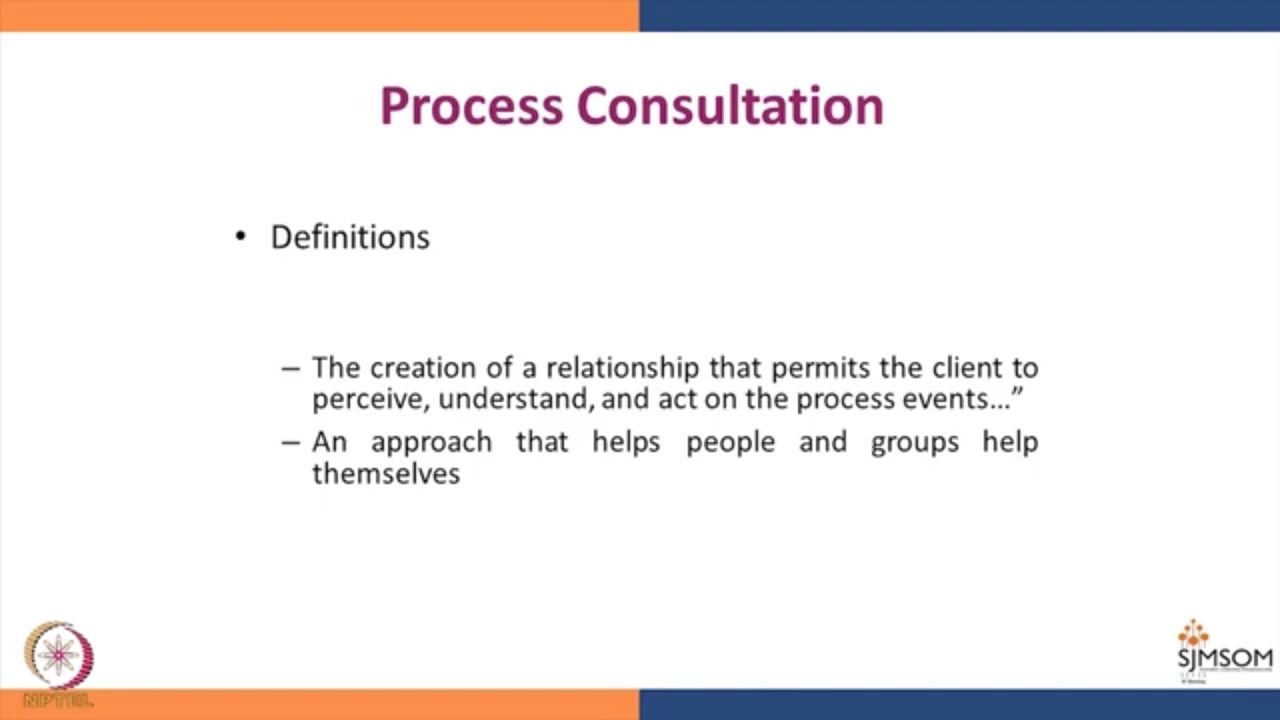 Process Consultation
• Definitions
– The creation of a relationship that permits the client to
perceive, understand, and act on the process events…”
– An approach that helps people and groups help
themselves
NPTEL
SJMSOM